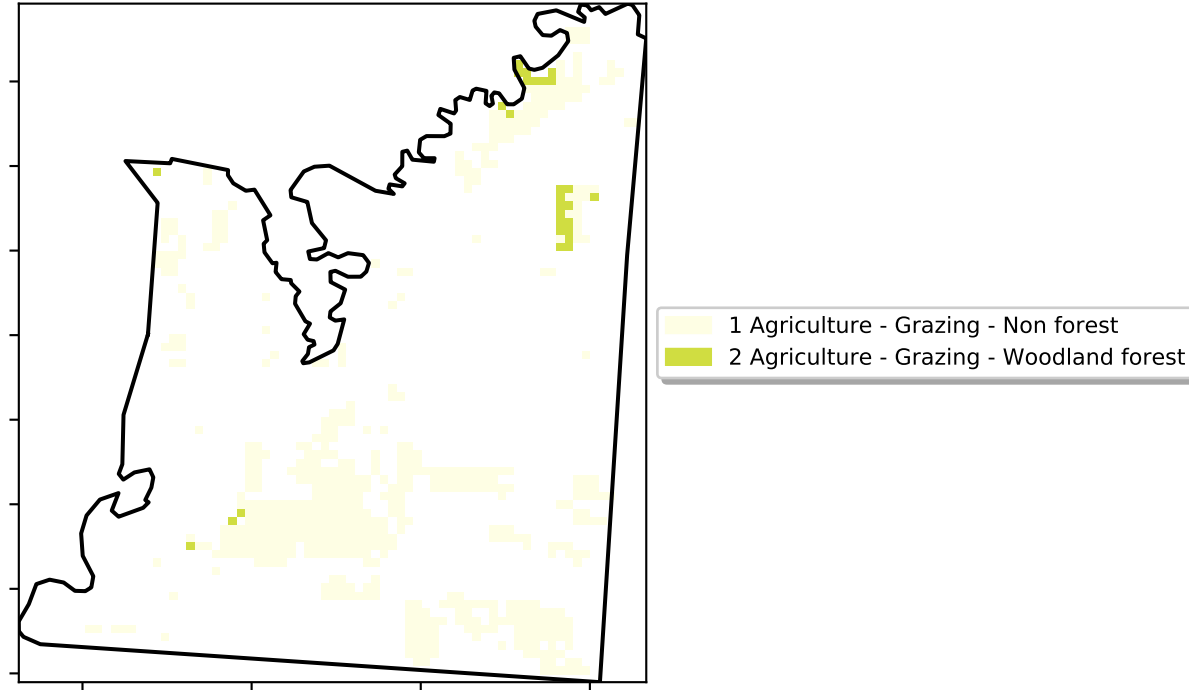 1 Agriculture - Grazing - Non forest
2 Agriculture - Grazing - Woodland forest